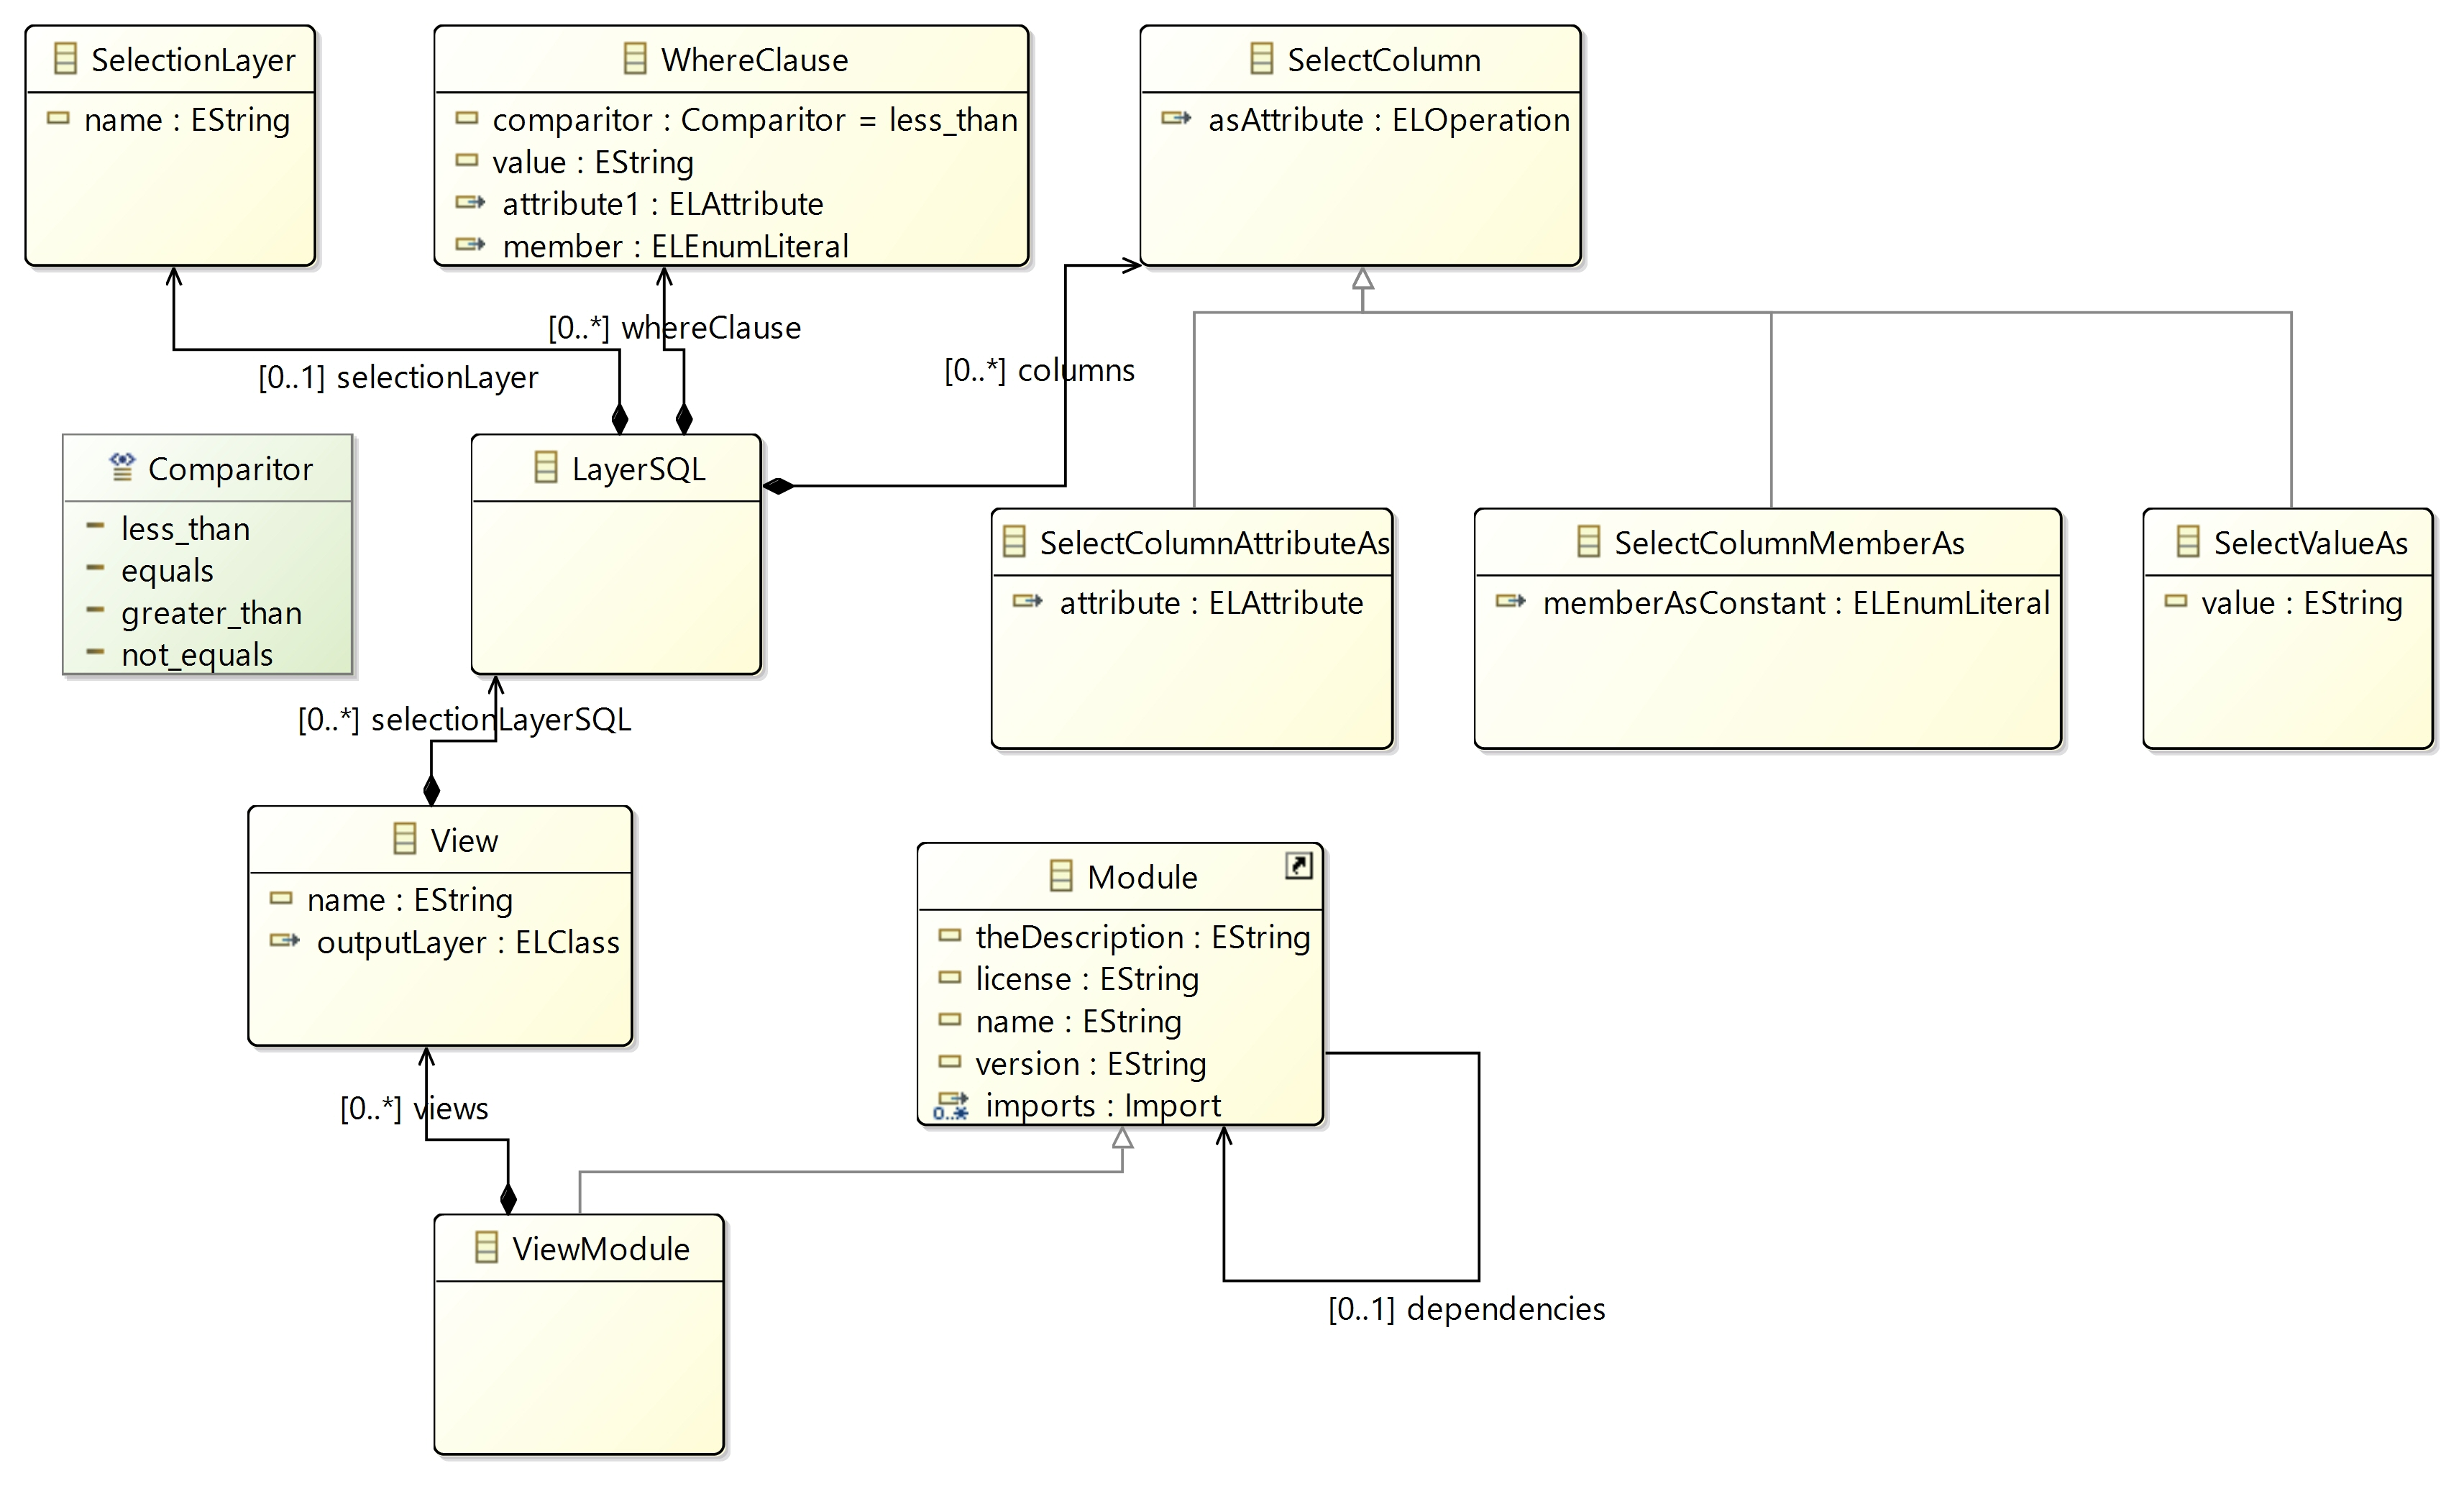 SelectionLayer
name : EString
WhereClause
comparitor : Comparitor = less_than
value : EString
attribute1 : ELAttribute
member : ELEnumLiteral
SelectColumn
asAttribute : ELOperation
[0..*] whereClause
[0..1] selectionLayer
[0..*] columns
Comparitor
less_than
equals
greater_than
not_equals
LayerSQL
SelectColumnAttributeAs
attribute : ELAttribute
SelectColumnMemberAs
memberAsConstant : ELEnumLiteral
SelectValueAs
value : EString
[0..*] selectionLayerSQL
View
name : EString
outputLayer : ELClass
Module
theDescription : EString
license : EString
name : EString
version : EString
0..* imports : Import
[0..*] views
ViewModule
[0..1] dependencies